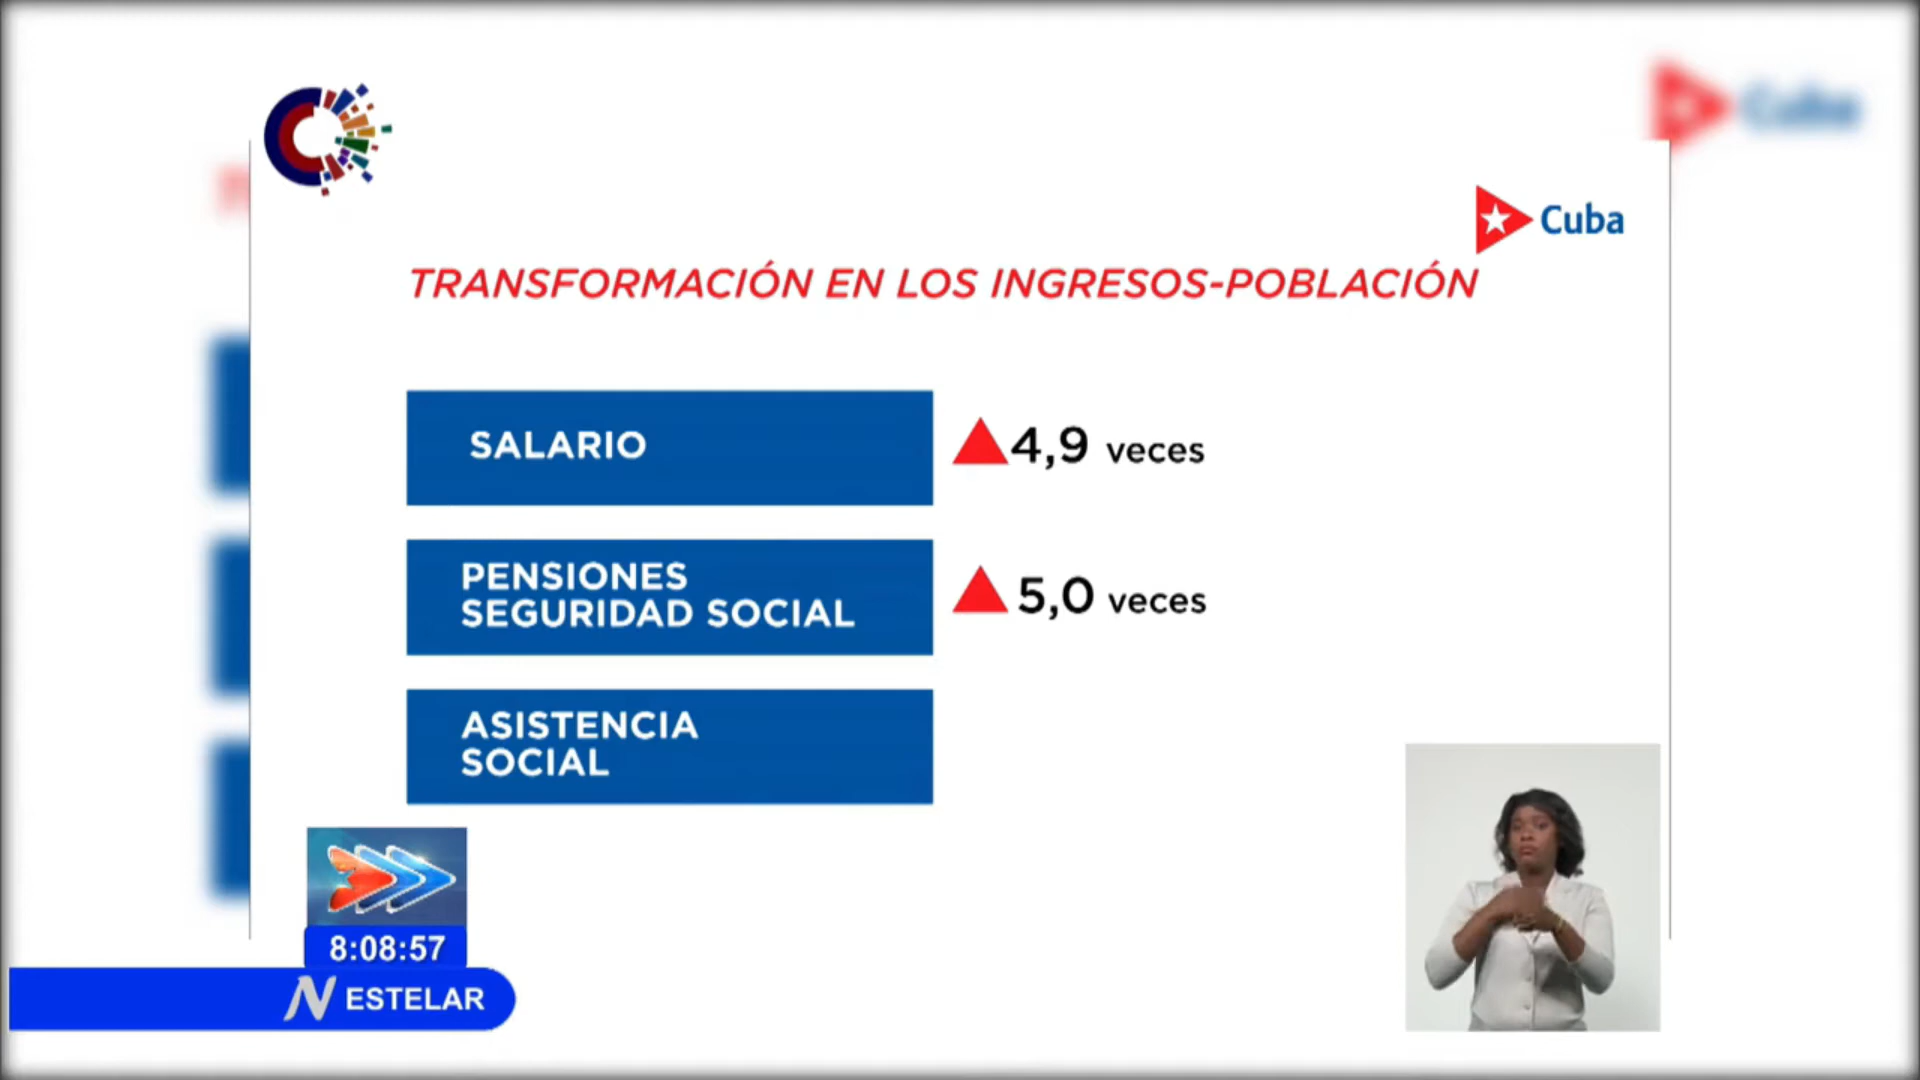 Cuba
Cuba
TRANSFORMACIÓN EN LOS INGRESOS-POBLACIÓN
SALARIO
4,9 veces
PENSIONES
SEGURIDAD SOCIAL
5,0 veces
ASISTENCIA
SOCIAL
8:08:57
N ESTELAR